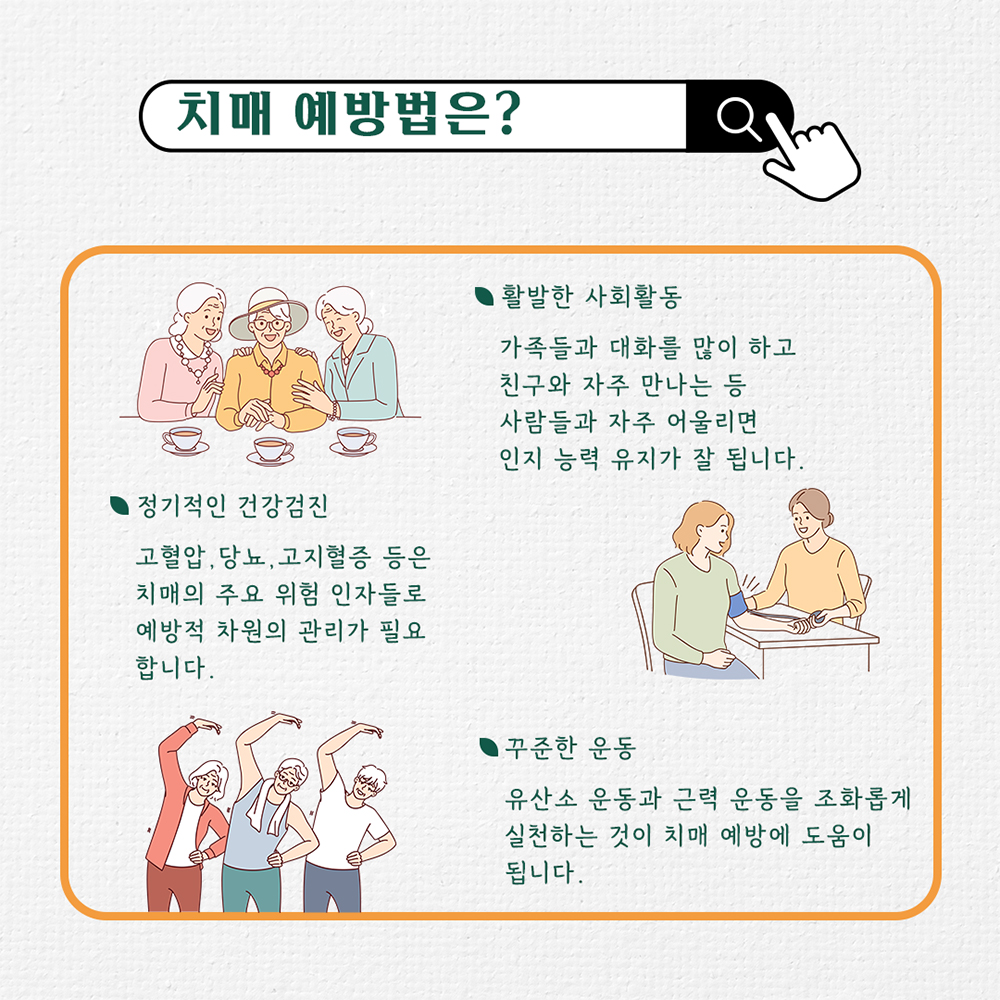 치매 예방법은?
활발한 사회활동
가족들과 대화를 많이 하고
친구와 자주 만나는 등
사람들과 자주 어울리면
인지 능력 유지가 잘 됩니다.
정기적인 건강검진
고혈압,당뇨,고지혈증 등은
치매의 주요 위험 인자들로
예방적 차원의 관리가 필요
합니다.
꾸준한 운동
유산소 운동과 근력 운동을 조화롭게
실천하는 것이 치매 예방에 도움이
됩니다.